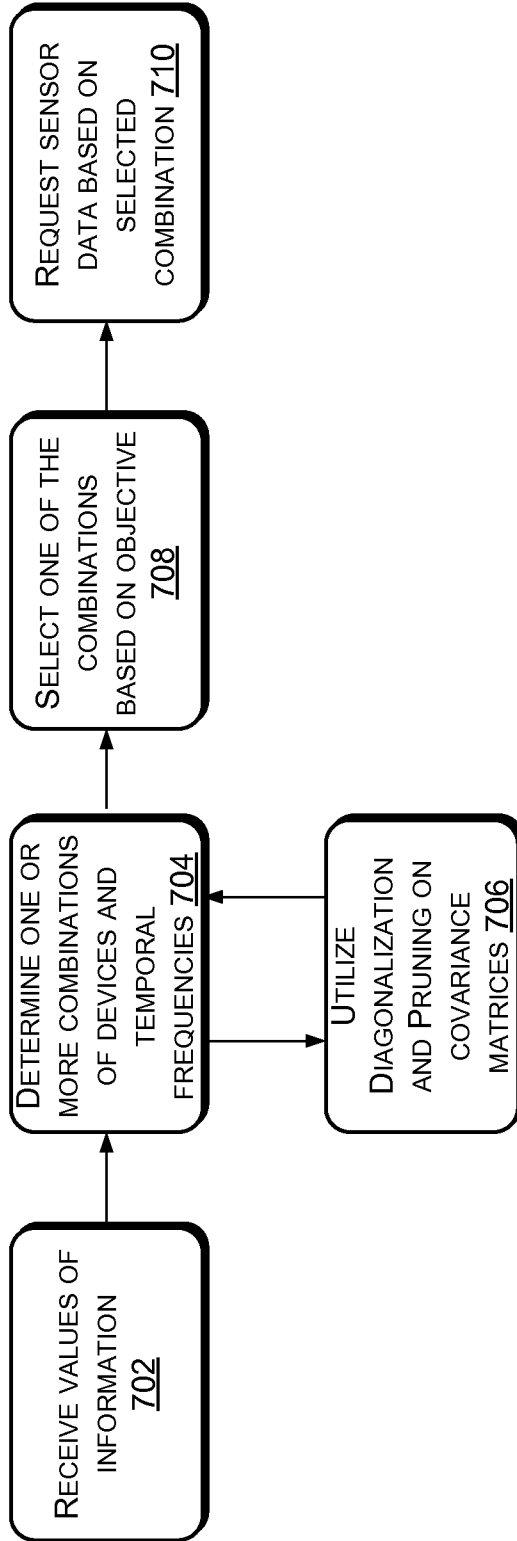 RECEIVE VALUES OF
INFORMATION
702
DETERMINE ONE OR
MORE COMBINATIONS
OF DEVICES AND
TEMPORAL
FREQUENCIES 704
UTILIZE
DIAGONALIZATION
AND PRUNING ON
COVARIANCE
MATRICES 706
SELECT ONE OF THE
COMBINATIONS
BASED ON OBJECTIVE
708
REQUEST SENSOR
DATA BASED ON
SELECTED
COMBINATION 710